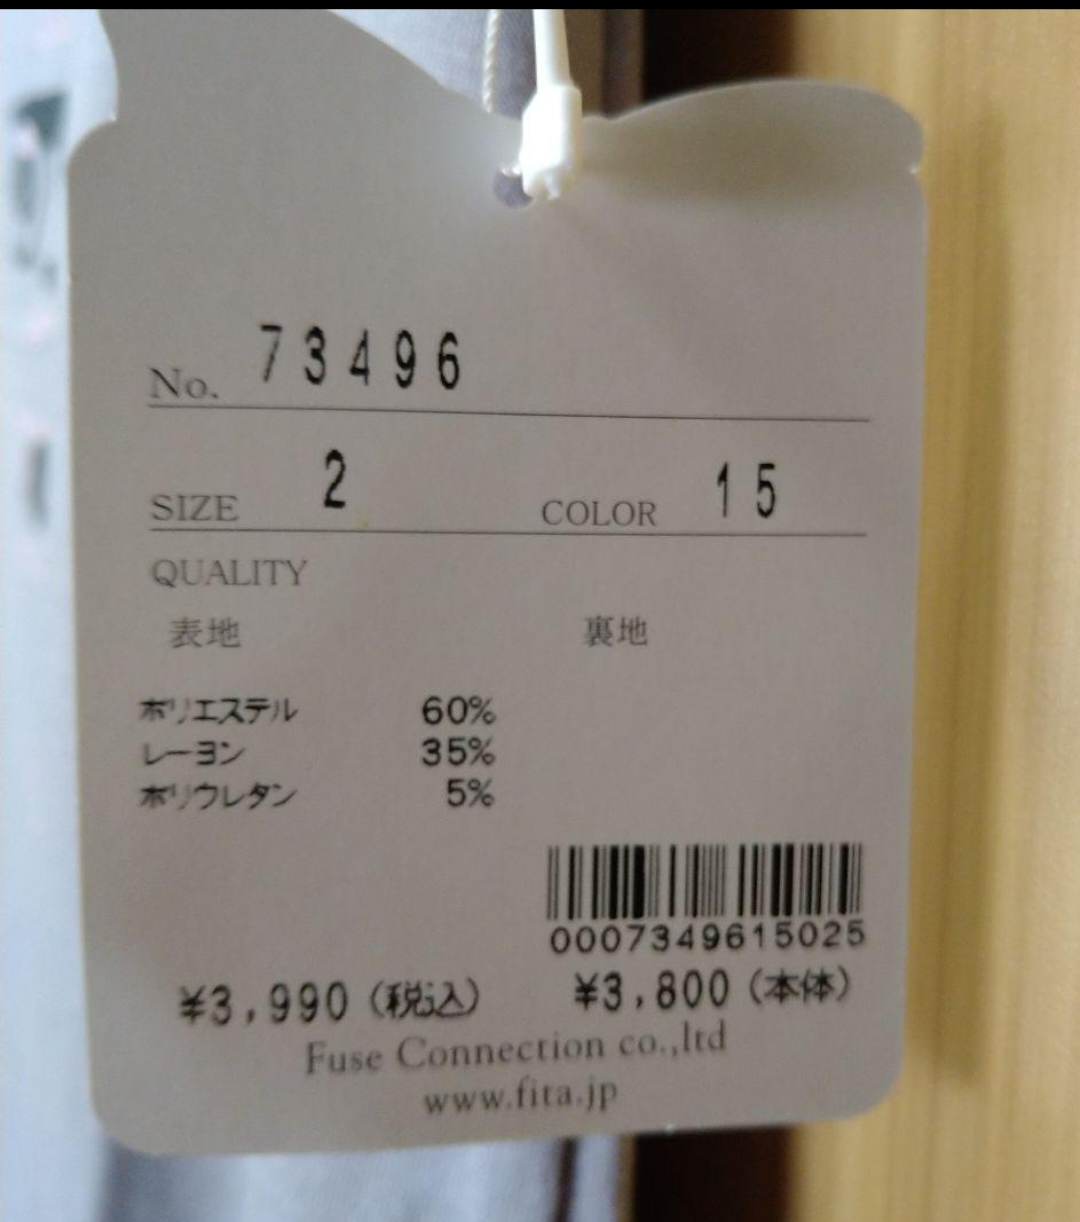 No. 73496
SIZE 2 COLOR 15
QUALITY
表地 裏地
ポリエステル 60%
レーヨン 35%
ポリウレタン 5%
0007349615025
¥3,990(税込) ¥3,800(本体)
Fuse Connection co.,ltd
www.fita.jp